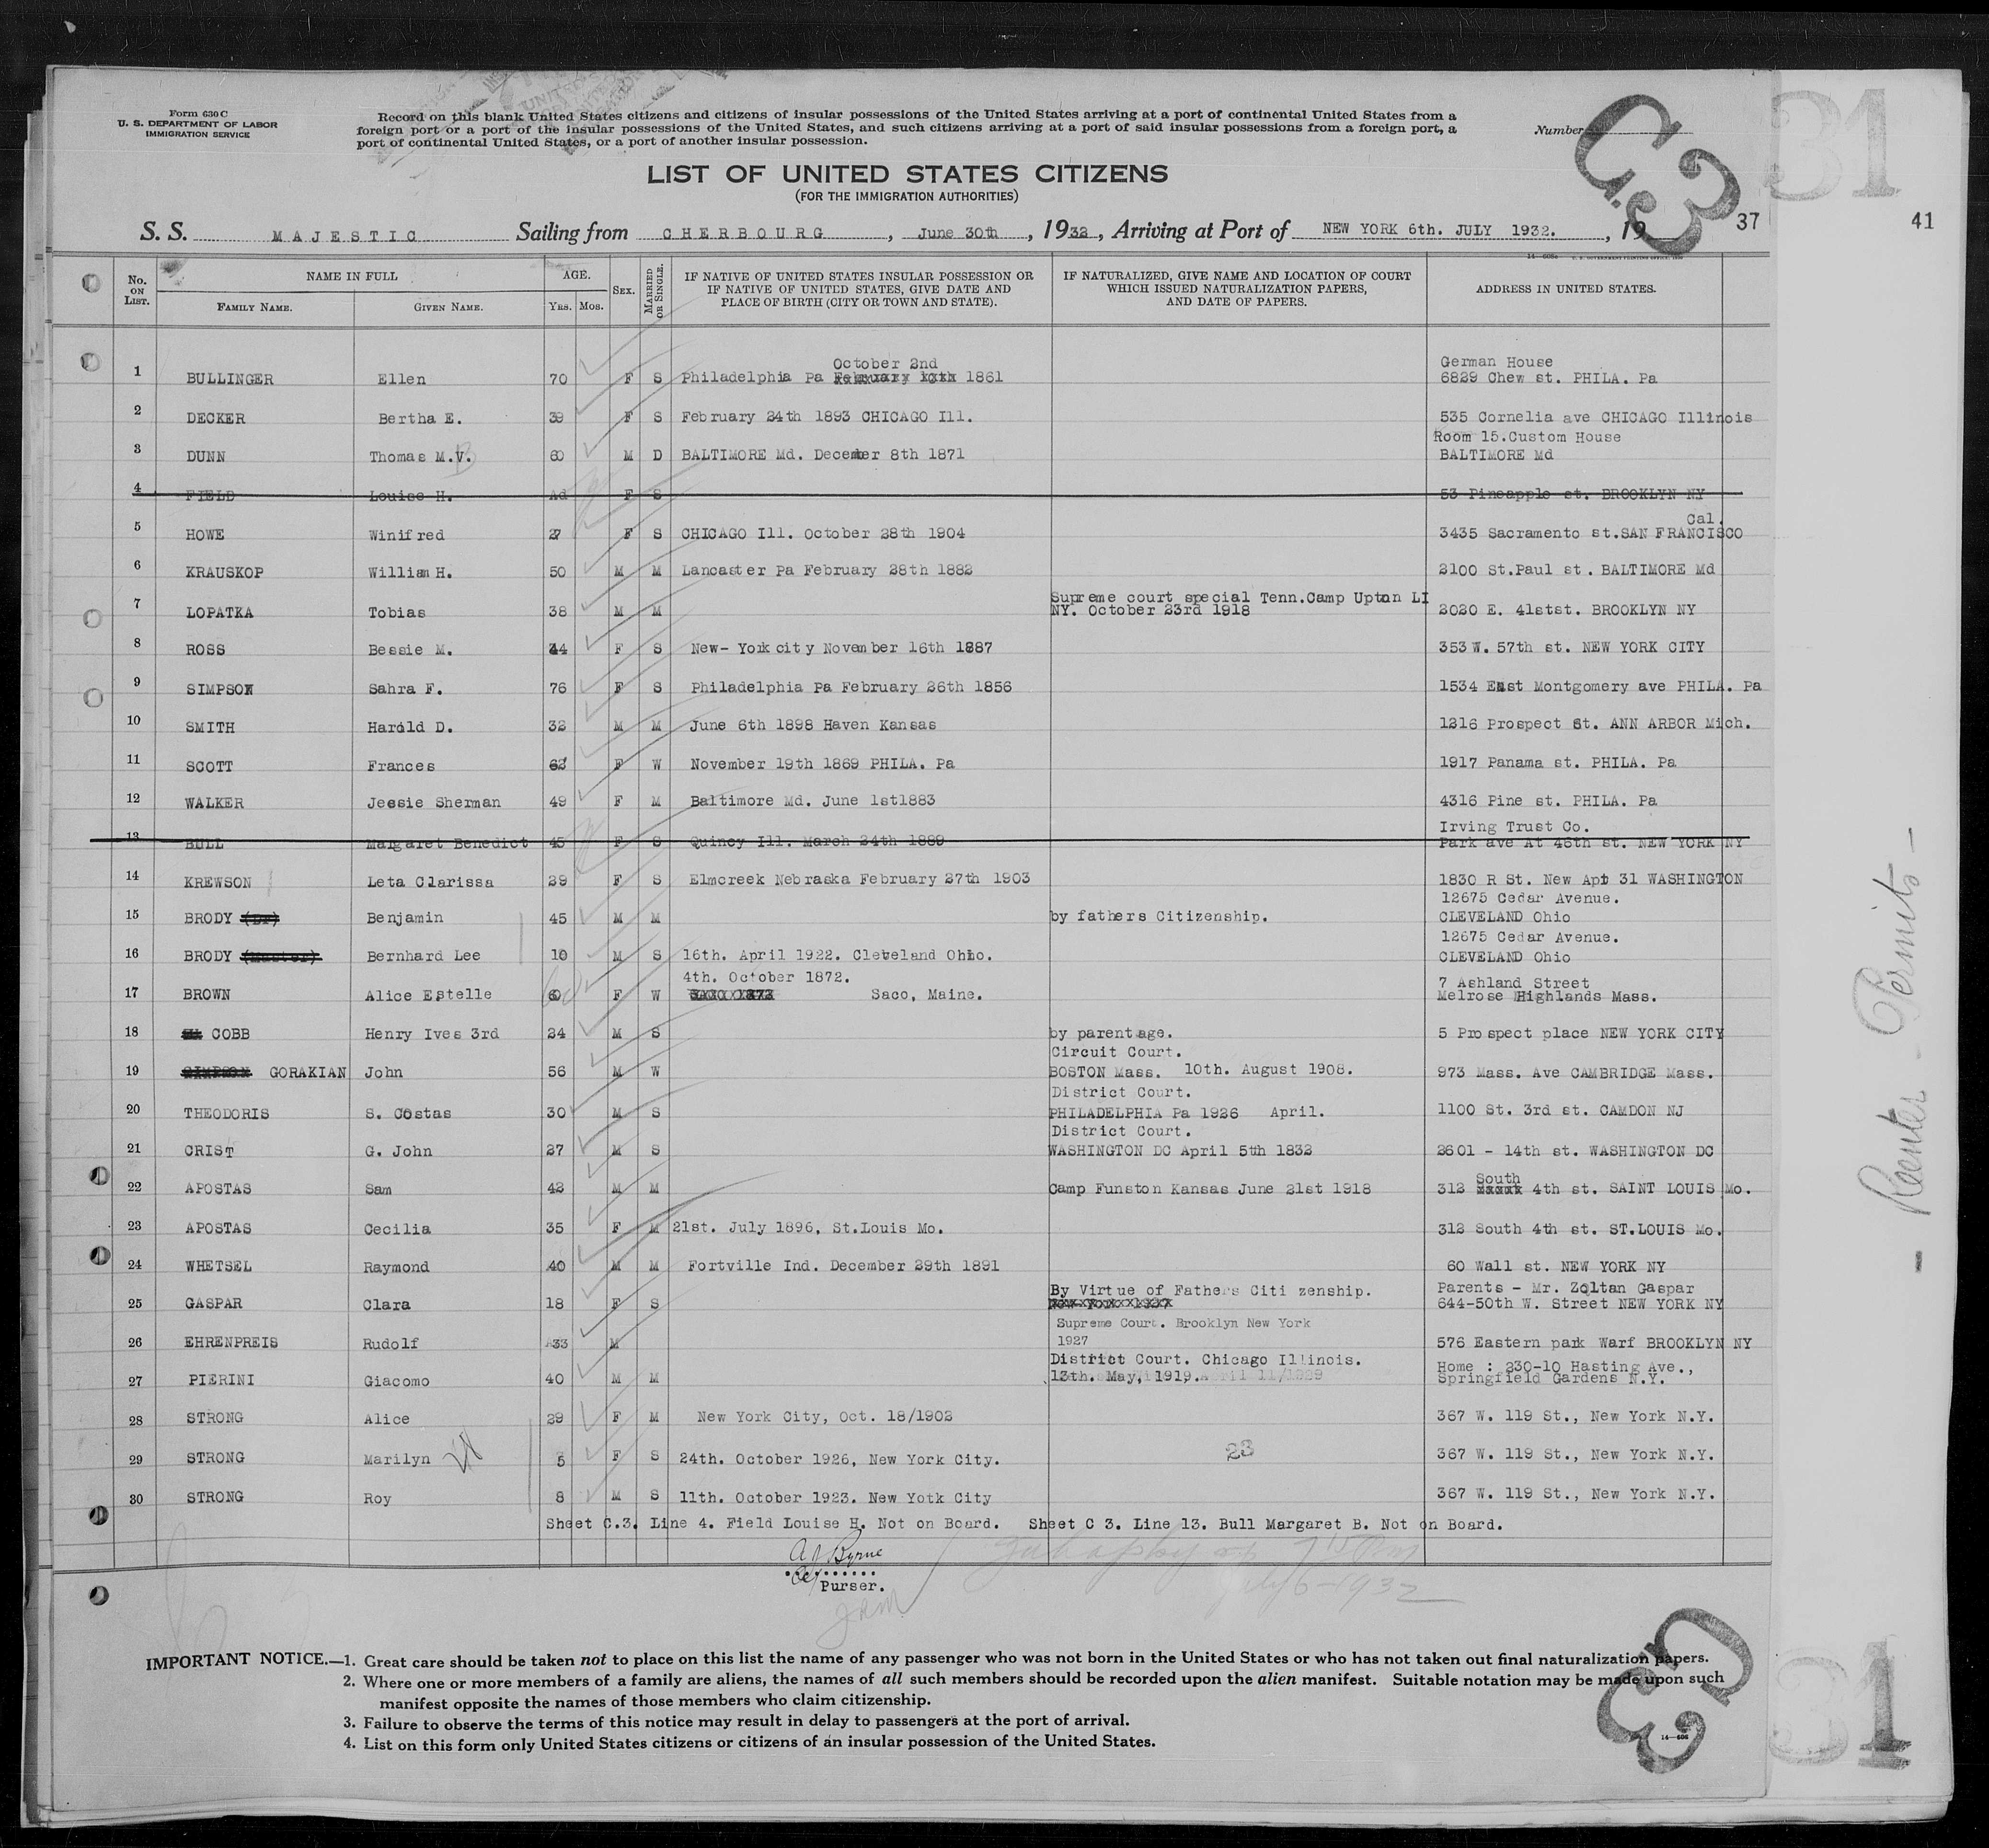 Form 630 C
U. S. DEPARTMENT OF LABOR
IMMIGRATION SERVICE
Record on this blank United States citizens and citizens of insular possessions of the United States arriving at a port of continental United States from a
foreign port or a port of the insular possessions of the United States, and such citizens arriving at a port of said insular possessions from a foreign port, a
port of continental United States, or a port of another insular possession.
Number
C.3
31
LIST OF UNITED STATES CITIZENS
(FOR THE IMMIGRATION AUTHORITIES)
37
41
S. S. MAJESTIC Sailing from CHERBOURG, June 30th, 1932, Arriving at Port of NEW YORK 6th. JULY 1932., 19
No. ON LIST. NAME IN FULL AGE. SEX. MARRIED OR SINGLE. IF NATIVE OF UNITED STATES INSULAR POSSESSION OR IF NATIVE OF UNITED STATES, GIVE DATE AND PLACE OF BIRTH (CITY OR TOWN AND STATE). IF NATURALIZED, GIVE NAME AND LOCATION OF COURT WHICH ISSUED NATURALIZATION PAPERS, AND DATE OF PAPERS. ADDRESS IN UNITED STATES.
FAMILY NAME. GIVEN NAME. YRS. MOS.
October 2nd German House
1 BULLINGER Ellen 70 F S Philadelphia Pa 1861 6829 Chew st. PHILA. Pa
2 DECKER Bertha E. 39 F S February 24th 1893 CHICAGO Ill. 535 Cornelia ave CHICAGO Illinois
Room 15.Custom House
3 DUNN Thomas M.V. 60 M D BALTIMORE Md. December 8th 1871 BALTIMORE Md
4 FIELD Louise H. Ad F S 53 Pineapple st. BROOKLYN NY
Cal.
5 HOWE Winifred 27 F S CHICAGO Ill. October 28th 1904 3435 Sacramento st.SAN FRANCISCO
6 KRAUSKOP William H. 50 M M Lancaster Pa February 28th 1882 2100 St.Paul st. BALTIMORE Md
Supreme court special Tenn.Camp Upton LI
7 LOPATKA Tobias 38 M M NY. October 23rd 1918 2020 E. 41stst. BROOKLYN NY
8 ROSS Bessie M. 44 F S New- York city November 16th 1887 353 W. 57th st. NEW YORK CITY
9 SIMPSON Sahra F. 76 F S Philadelphia Pa February 26th 1856 1534 East Montgomery ave PHILA. Pa
10 SMITH Harold D. 33 M M June 6th 1898 Haven Kansas 1216 Prospect St. ANN ARBOR Mich.
11 SCOTT Frances 62 F W November 19th 1869 PHILA. Pa 1917 Panama st. PHILA. Pa
12 WALKER Jessie Sherman 49 F M Baltimore Md. June 1st1883 4316 Pine st. PHILA. Pa
Irving Trust Co.
13 BULL Margaret Benedict 45 F S Quincy Ill. March 24th 1889 Park ave At 46th st. NEW YORK NY
14 KREWSON Leta Clarissa 29 F S Elmcreek Nebraska February 27th 1903 1830 R St. New Apt 31 WASHINGTON
12675 Cedar Avenue.
15 BRODY (Dr) Benjamin 45 M M by fathers Citizenship. CLEVELAND Ohio
12675 Cedar Avenue.
16 BRODY (Master) Bernhard Lee 10 M S 16th. April 1922. Cleveland Ohio. CLEVELAND Ohio
4th. October 1872. 7 Ashland Street
17 BROWN Alice Estelle 60 F W Saco, Maine. Melrose Highlands Mass.
18 COBB Henry Ives 3rd 24 M S by parentage. 5 Prospect place NEW YORK CITY
Circuit Court.
19 SIMPSON GORAKIAN John 56 M W BOSTON Mass. 10th. August 1908. 973 Mass. Ave CAMBRIDGE Mass.
District Court.
20 THEODORIS S. Costas 30 M S PHILADELPHIA Pa 1926 April. 1100 St. 3rd st. CAMDON NJ
District Court.
21 CRIST G. John 27 M S WASHINGTON DC April 5th 1832 2601 - 14th st. WASHINGTON DC
South
22 APOSTAS Sam 42 M M Camp Funston Kansas June 21st 1918 312 4th st. SAINT LOUIS Mo.
23 APOSTAS Cecilia 35 F M 21st. July 1896, St.Louis Mo. 312 South 4th st. ST.LOUIS Mo.
24 WHETSEL Raymond 40 M M Fortville Ind. December 29th 1891 60 Wall st. NEW YORK NY
By Virtue of Fathers Citi zenship. Parents - Mr. Zoltan Gaspar
25 GASPAR Clara 18 F S 644-50th W. Street NEW YORK NY
Supreme Court. Brooklyn New York
26 EHRENPREIS Rudolf 33 M 1927 576 Eastern park Warf BROOKLYN NY
District Court. Chicago Illinois. Home : 230-10 Hasting Ave.,
27 PIERINI Giacomo 40 M M 13th. May, 1919. Springfield Gardens N.Y.
28 STRONG Alice 29 F M New York City, Oct. 18/1902 367 W. 119 St., New York N.Y.
29 STRONG Marilyn 5 F S 24th. October 1926, New York City. 23 367 W. 119 St., New York N.Y.
30 STRONG Roy 8 M S 11th. October 1923. New Yotk City 367 W. 119 St., New York N.Y.
Sheet C.3. Line 4. Field Louise H. Not on Board. Sheet C 3. Line 13. Bull Margaret B. Not on Board.
A J Byrne
Purser.
July 6-1932
- Reenter Permits -
IMPORTANT NOTICE.—1. Great care should be taken not to place on this list the name of any passenger who was not born in the United States or who has not taken out final naturalization papers.
2. Where one or more members of a family are aliens, the names of all such members should be recorded upon the alien manifest. Suitable notation may be made upon such
manifest opposite the names of those members who claim citizenship.
3. Failure to observe the terms of this notice may result in delay to passengers at the port of arrival.
4. List on this form only United States citizens or citizens of an insular possession of the United States.
14—606
C3
31